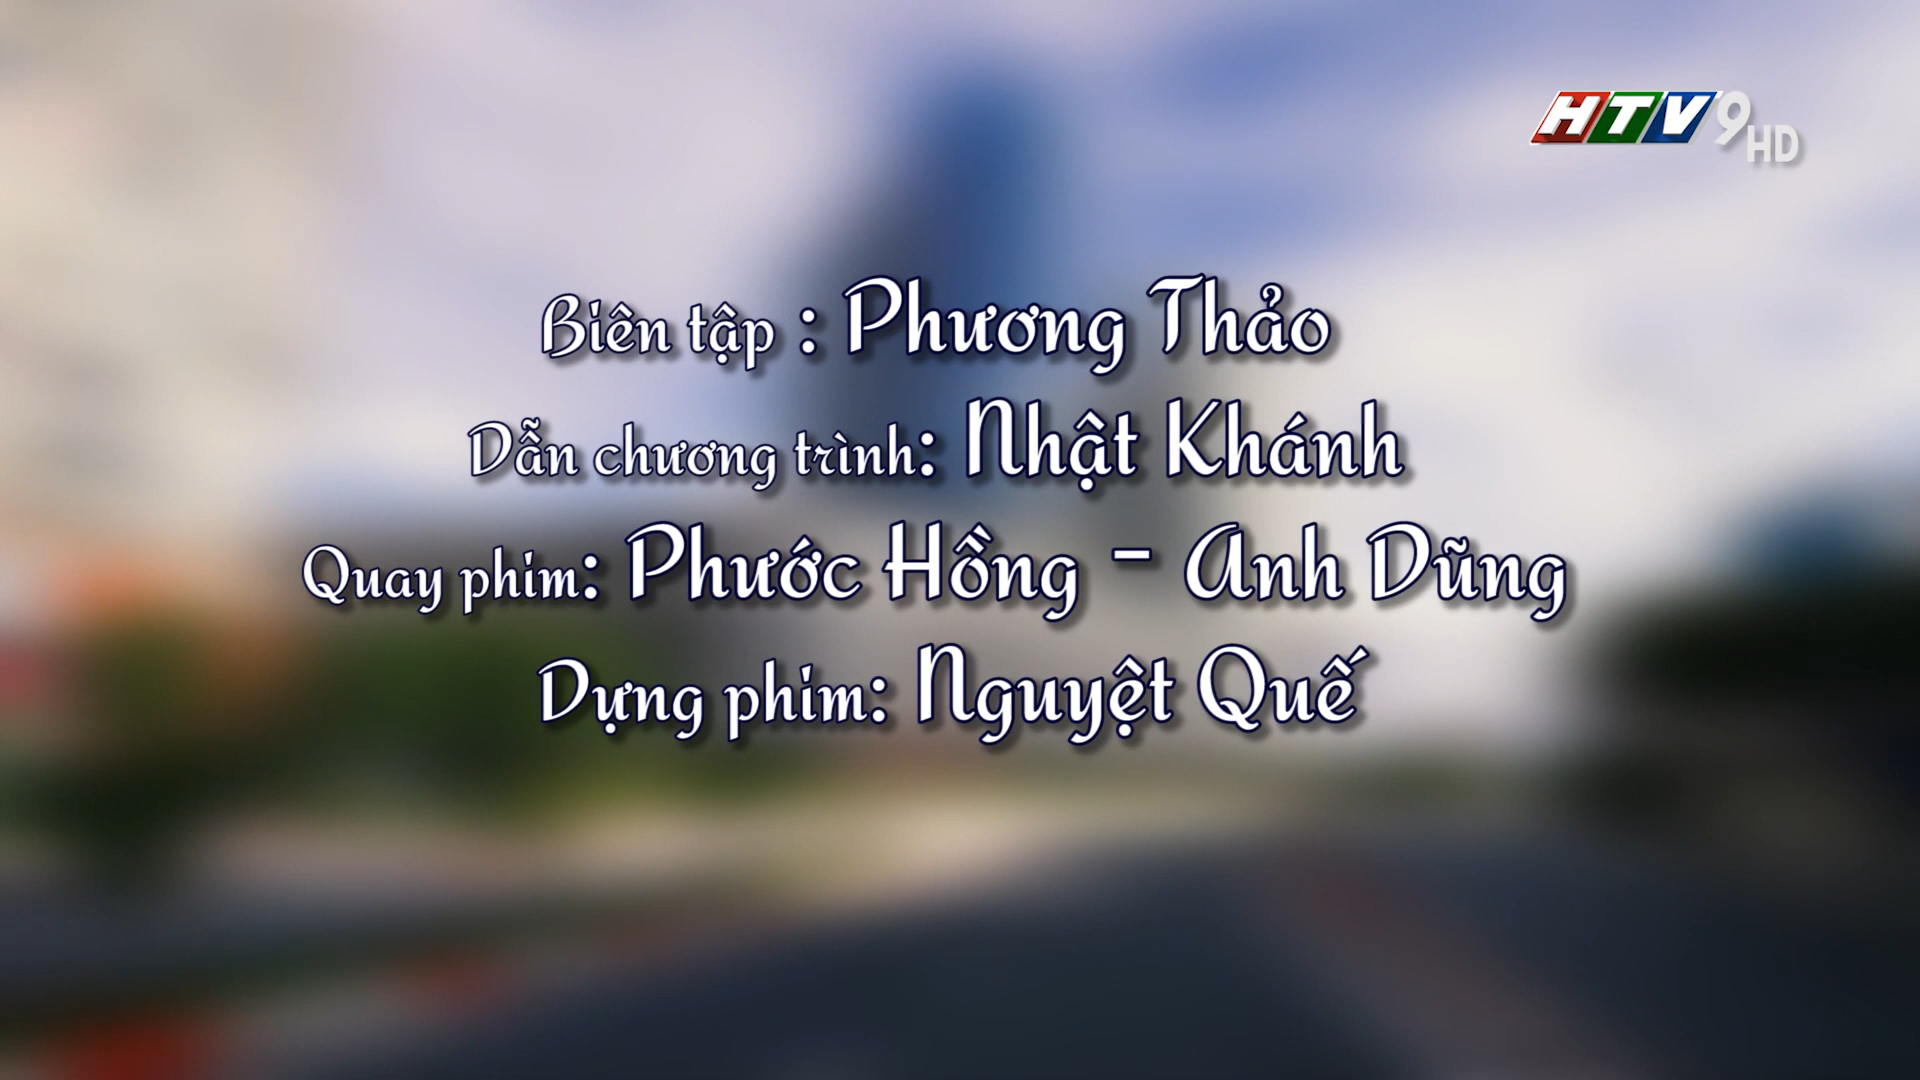 HTV9 HD
Biên tập : Phương Thảo
Dẫn chương trình: Nhật Khánh
Quay phim: Phước Hồng - Anh Dũng
Dựng phim: Nguyệt Quế